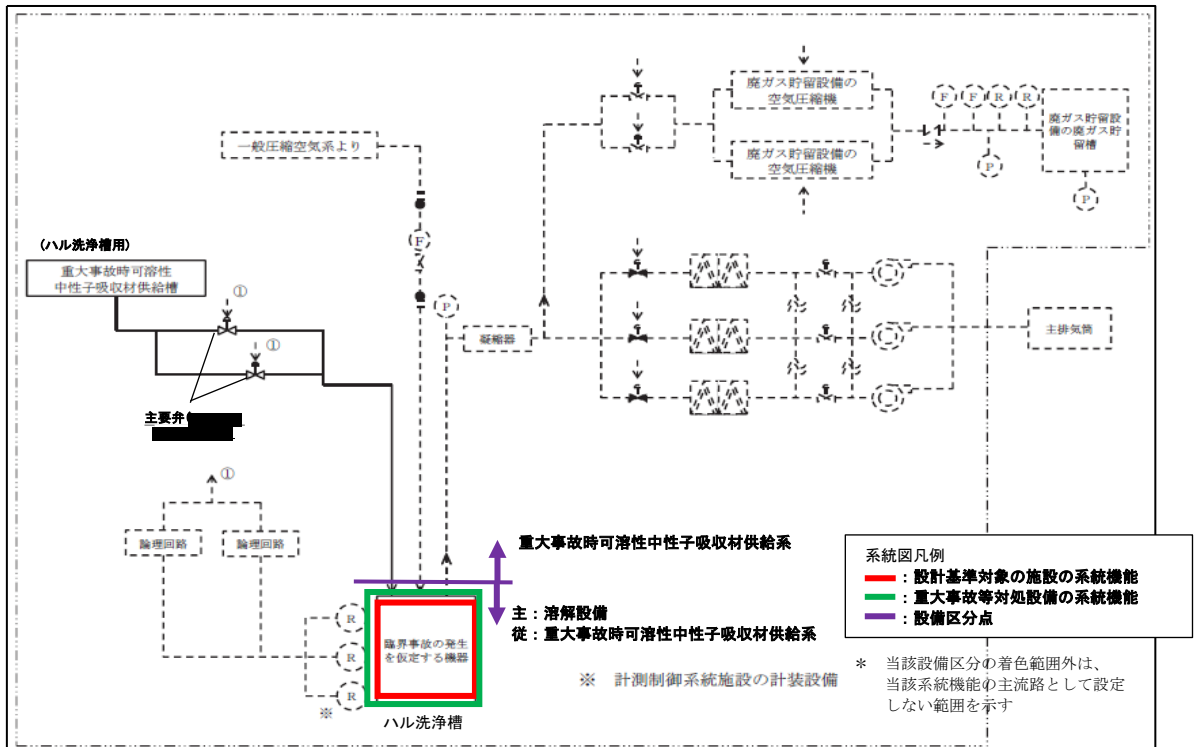 廃ガス貯留設備の
空気圧縮機
廃ガス貯留設備の
空気圧縮機
F
F
R
R
廃ガス貯留設
備の廃ガス貯
留槽
P
P
一般圧縮空気系より
F
P
(ハル洗浄槽用)
重大事故時可溶性
中性子吸収材供給槽
①
①
主要弁(
凝縮器
主排気筒
①
論理回路
論理回路
重大事故時可溶性中性子吸収材供給系
主：溶解設備
従：重大事故時可溶性中性子吸収材供給系
R
R
R
※
臨界事故の発生
を仮定する機器
ハル洗浄槽
※ 計測制御系統施設の計装設備
系統図凡例
：設計基準対象の施設の系統機能
：重大事故等対処設備の系統機能
：設備区分点
* 当該設備区分の着色範囲外は、
当該系統機能の主流路として設定
しない範囲を示す